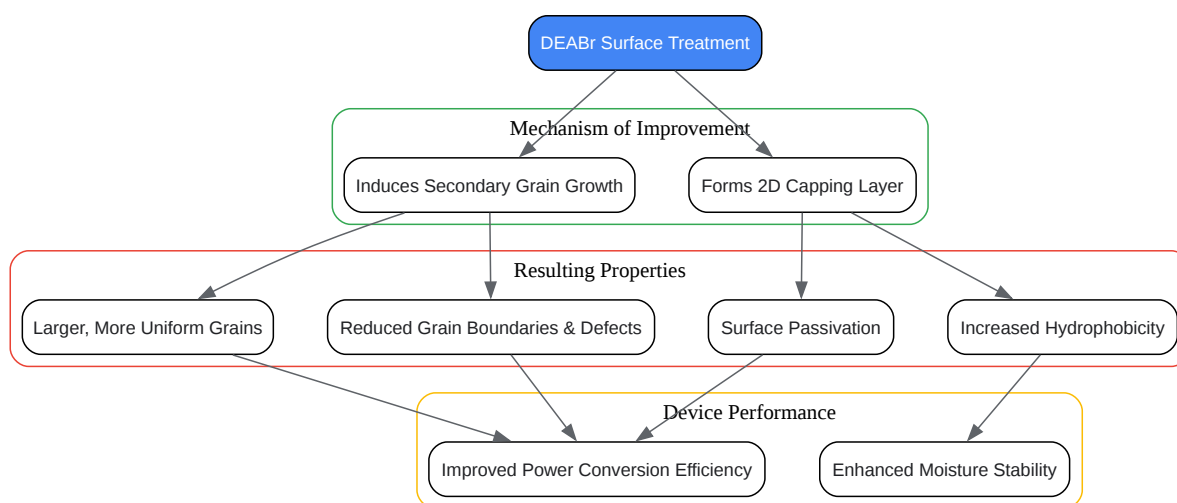 DEABr Surface Treatment
Mechanism of Improvement
Induces Secondary Grain Growth
Forms 2D Capping Layer
Resulting Properties
Larger, More Uniform Grains
Reduced Grain Boundaries & Defects
Surface Passivation
Increased Hydrophobicity
Device Performance
Improved Power Conversion Efficiency
Enhanced Moisture Stability